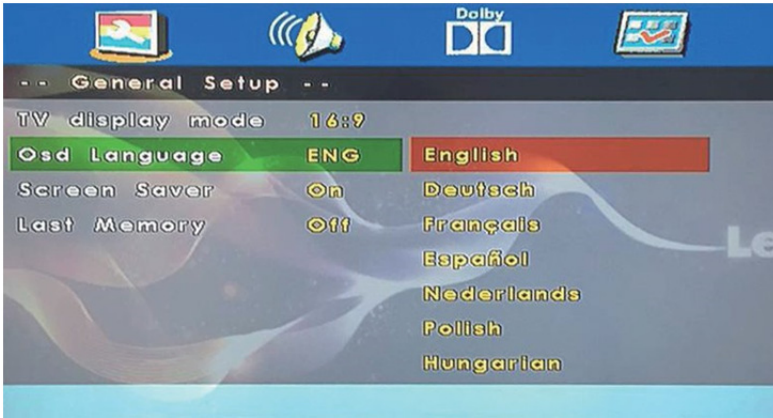 Dolby
-- General Setup --
TV display mode 16:9
Osd Language ENG English
Screen Saver On Deutsch
Last Memory Off Français
Español
Nederlands
Polish
Hungarian
Le